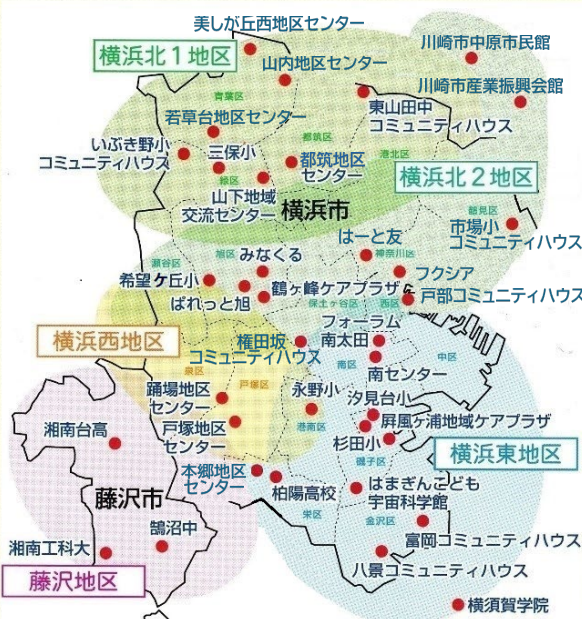 美しが丘西地区センター
川崎市中原市民館
横浜北1地区
山内地区センター
川崎市産業振興会館
青葉区
東山田中
コミュニティハウス
若草台地区センター
都筑区
いぶき野小
コミュニティハウス
三保小
都筑地区
センター
港北区
緑区
横浜北2地区
山下地域
交流センター
横浜市
鶴見区
市場小
コミュニティハウス
はーと友
神奈川区
みなくる
旭区
瀬谷区
フクシア
希望ケ丘小
鶴ヶ峰ケアプラザ
ぱれっと旭
保土ヶ谷区
西区
戸部コミュニティハウス
フォーラム
南太田
横浜西地区
権田坂
コミュニティハウス
中区
南区
南センター
泉区
戸塚区
永野小
汐見台小
踊場地区
センター
屛風ヶ浦地域ケアプラザ
港南区
戸塚地区
センター
杉田小
湘南台高
横浜東地区
磯子区
本郷地区
センター
柏陽高校
はまぎんこども
宇宙科学館
藤沢市
栄区
金沢区
鵠沼中
富岡コミュニティハウス
湘南工科大
八景コミュニティハウス
藤沢地区
横須賀学院